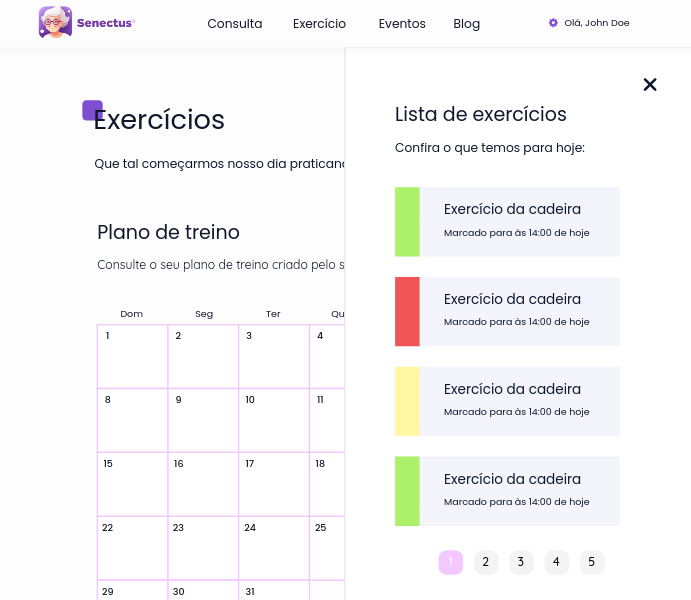 Senectus
Consulta Exercício Eventos Blog
Olá, John Doe
Exercícios
Que tal começarmos nosso dia
Plano de treino
Consulte o seu plano de treino criado pelo
Dom Seg Ter
1 2 3 4
8 9 10 11
15 16 17 18
22 23 24 25
29 30 31
Lista de exercícios
Confira o que temos para hoje:
Exercício da cadeira
Marcado para às 14:00 de hoje
Exercício da cadeira
Marcado para às 14:00 de hoje
Exercício da cadeira
Marcado para às 14:00 de hoje
Exercício da cadeira
Marcado para às 14:00 de hoje
1 2 3 4 5